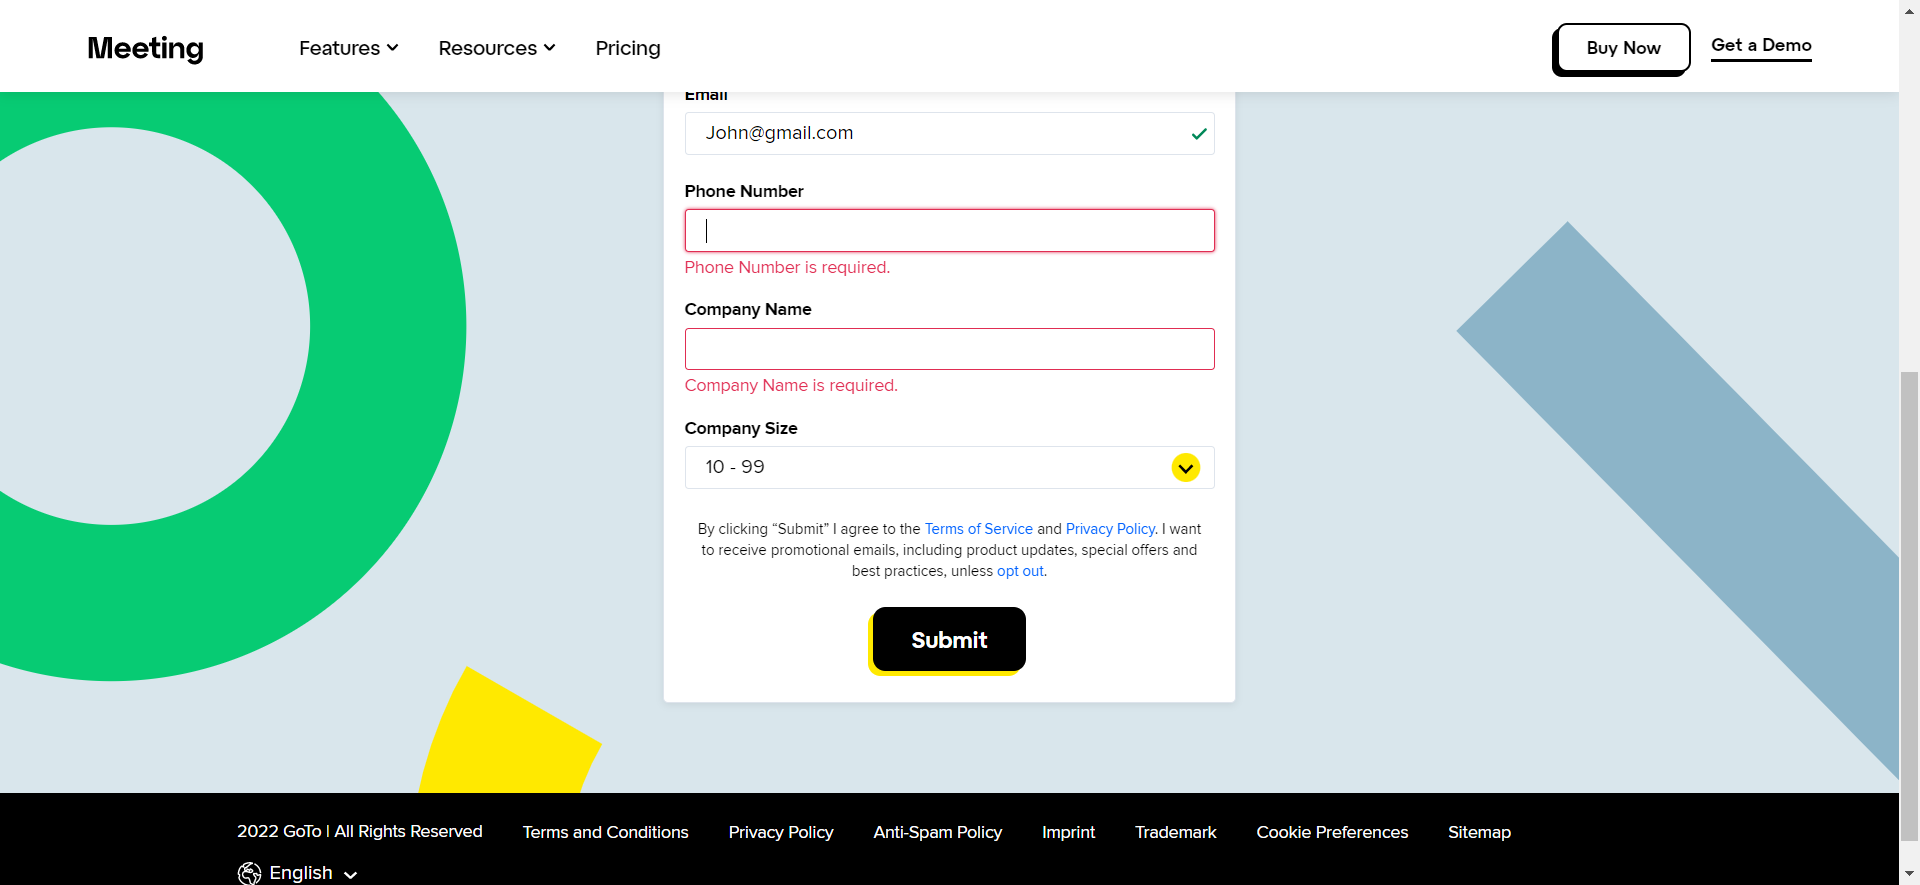 Meeting
Features
Resources
Pricing
Buy Now
Get a Demo
Email
John@gmail.com
Phone Number
Phone Number is required.
Company Name
Company Name is required.
Company Size
10 - 99
By clicking “Submit” I agree to the Terms of Service and Privacy Policy. I want
to receive promotional emails, including product updates, special offers and
best practices, unless opt out.
Submit
2022 GoTo | All Rights Reserved
Terms and Conditions
Privacy Policy
Anti-Spam Policy
Imprint
Trademark
Cookie Preferences
Sitemap
English